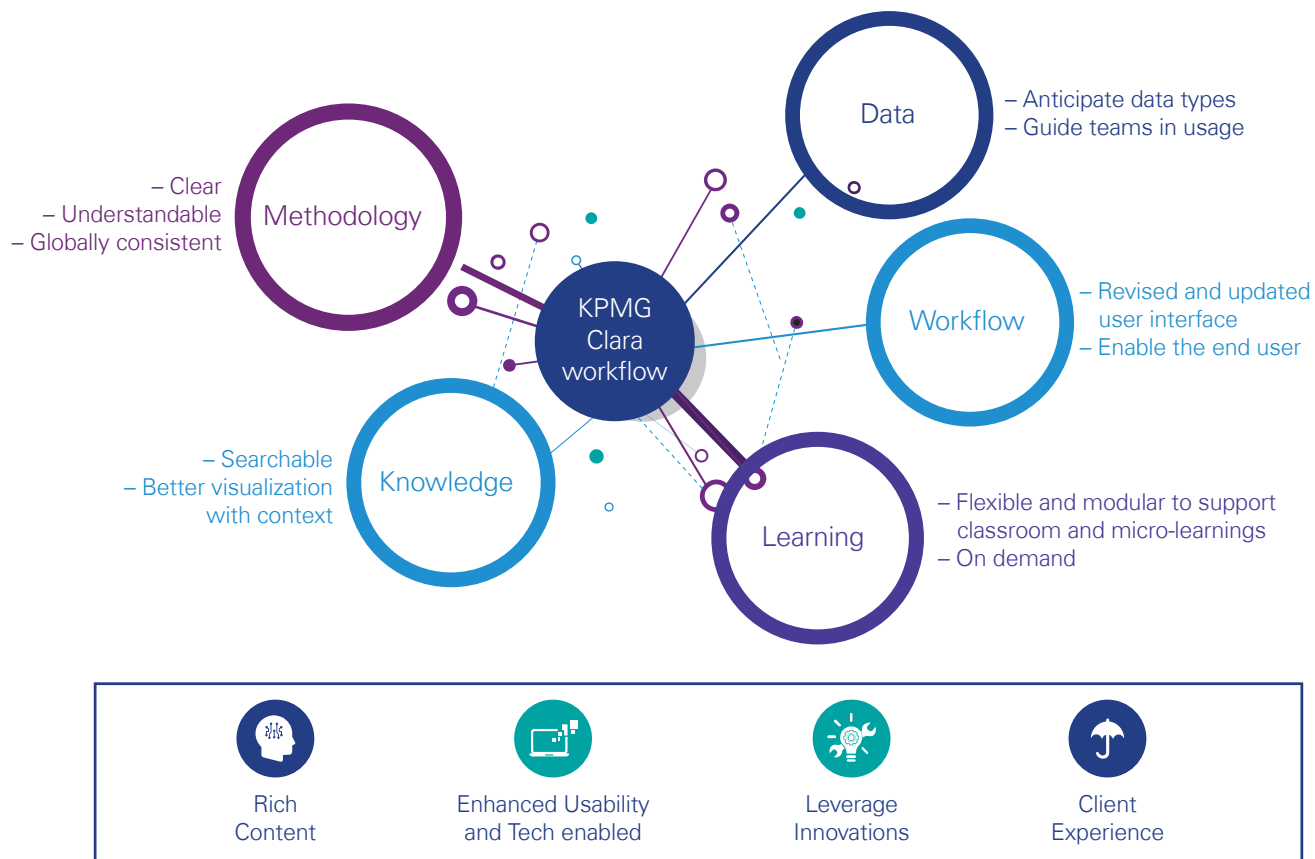 Data
– Anticipate data types
– Guide teams in usage
– Clear
– Understandable
– Globally consistent
Methodology
KPMG
Clara
workflow
Workflow
– Revised and updated
user interface
– Enable the end user
– Searchable
– Better visualization
with context
Knowledge
Learning
– Flexible and modular to support
classroom and micro-learnings
– On demand
Rich
Content
Enhanced Usability
and Tech enabled
Leverage
Innovations
Client
Experience